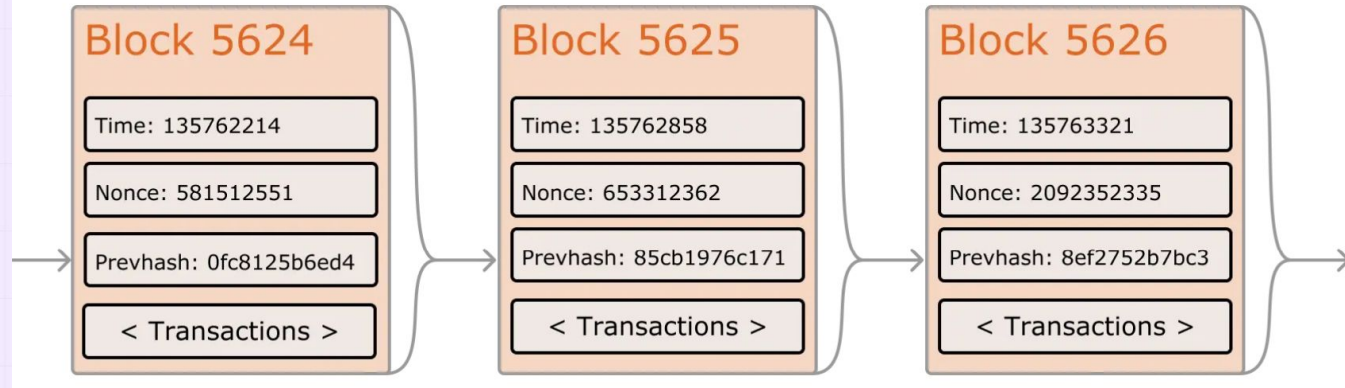 Block 5624
Time: 135762214
Nonce: 581512551
Prevhash: 0fc8125b6ed4
< Transactions >
Block 5625
Time: 135762858
Nonce: 653312362
Prevhash: 85cb1976c171
< Transactions >
Block 5626
Time: 135763321
Nonce: 2092352335
Prevhash: 8ef2752b7bc3
< Transactions >